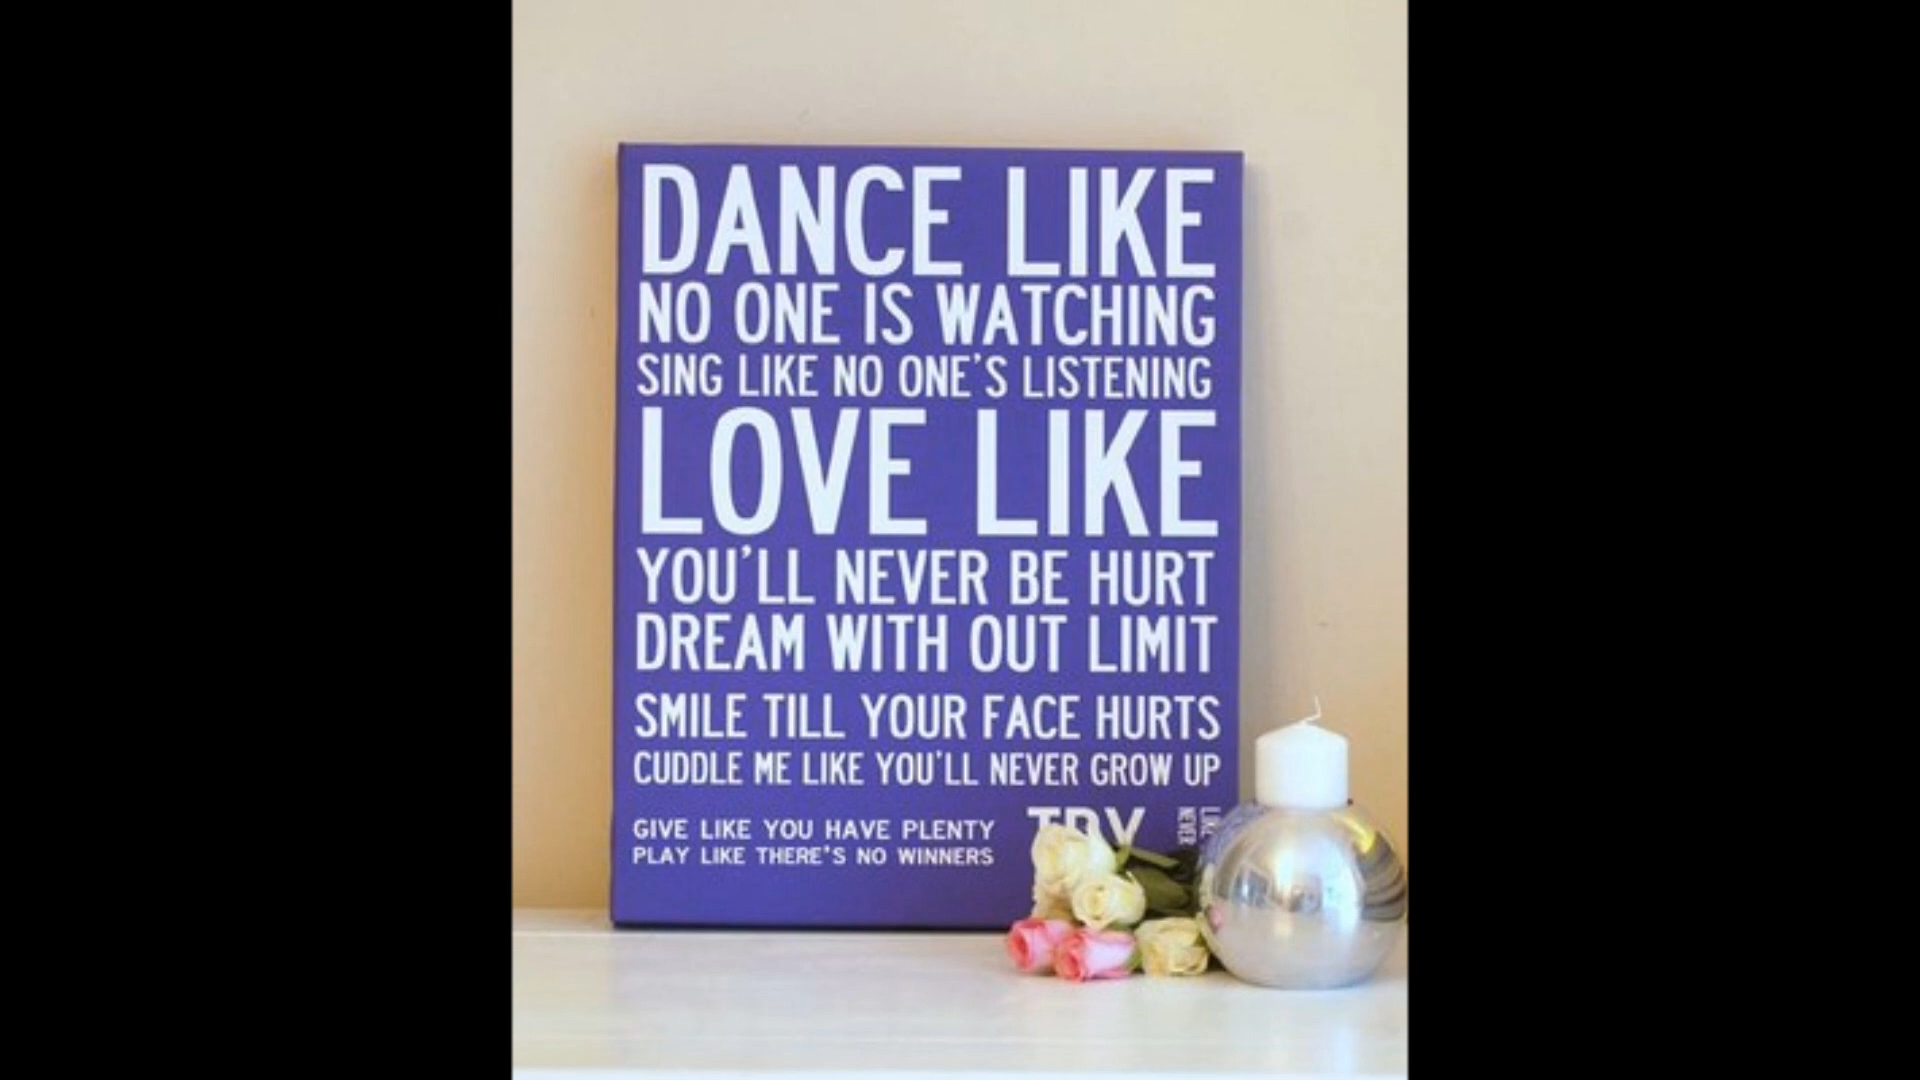 DANCE LIKE
NO ONE IS WATCHING
SING LIKE NO ONE'S LISTENING
LOVE LIKE
YOU'LL NEVER BE HURT
DREAM WITH OUT LIMIT
SMILE TILL YOUR FACE HURTS
CUDDLE ME LIKE YOU'LL NEVER GROW UP
GIVE LIKE YOU HAVE PLENTY
PLAY LIKE THERE'S NO WINNERS
TRY
NEVER